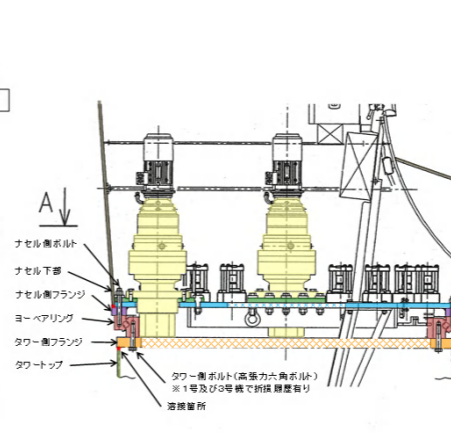 A
ナセル側ボルト
ナセル下部
ナセル側フランジ
ヨーベアリング
タワー側フランジ
タワートップ
タワー側ボルト(高張力六角ボルト)
※1号及び3号機で折損履歴有り
溶接箇所